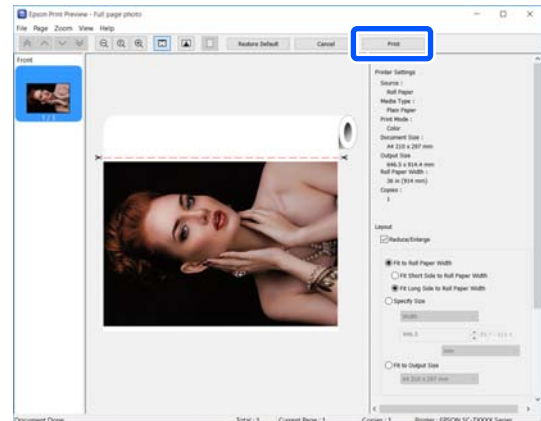 Epson Print Preview - Full page photo
File Page Zoom View Help
Restore Default Cancel Print
Front
1 / 1
Printer Settings
Source :
Roll Paper
Media Type :
Plain Paper
Print Mode :
Color
Document Size :
A4 210 x 297 mm
Output Size
646.5 x 914.4 mm
Roll Paper Width :
36 in (914 mm)
Copies :
1
Layout
Reduce/Enlarge
Fit to Roll Paper Width
Fit Short Side to Roll Paper Width
Fit Long Side to Roll Paper Width
Specify Size
Width
646.5
mm
Fit to Output Size
A4 210 x 297 mm
Document Done Total : 1 Current Page : 1 Copies : 1 Printer : EPSON SC-TXXXX Series